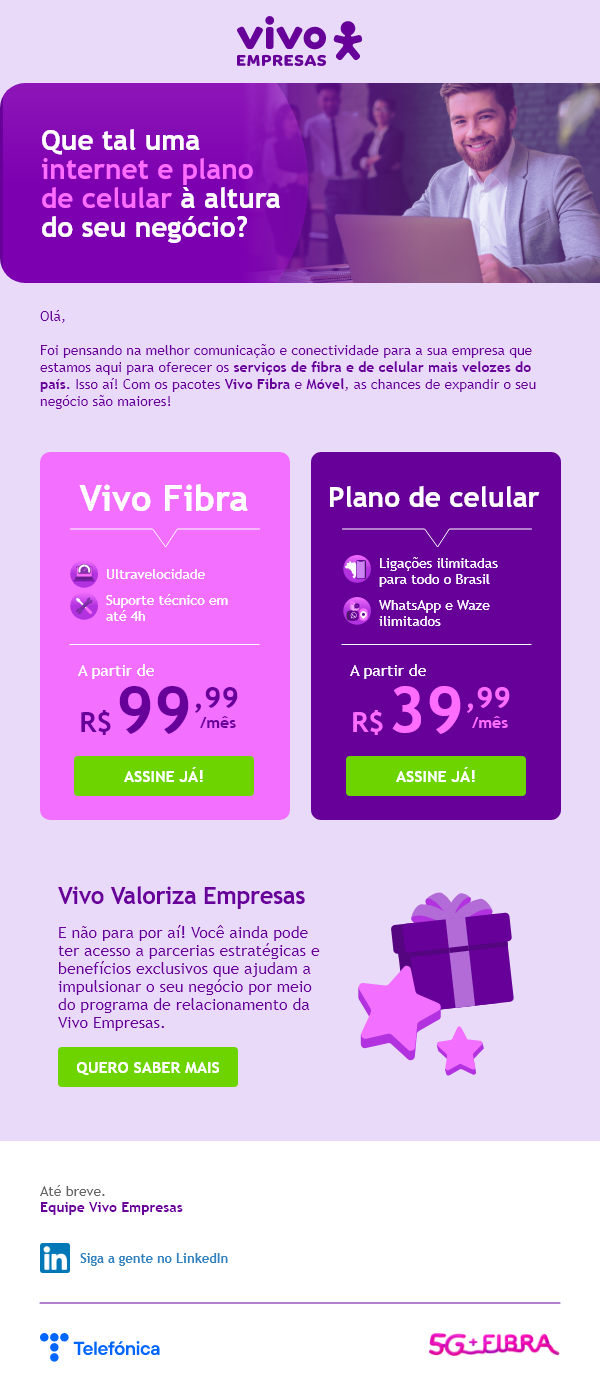 vivo
EMPRESAS
Que tal uma
internet e plano
de celular à altura
do seu negócio?
Olá,
Foi pensando na melhor comunicação e conectividade para a sua empresa que
estamos aqui para oferecer os serviços de fibra e de celular mais velozes do
país. Isso aí! Com os pacotes Vivo Fibra e Móvel, as chances de expandir o seu
negócio são maiores!
Vivo Fibra
Ultravelocidade
Suporte técnico em
até 4h
A partir de
R$ 99,99
/mês
ASSINE JÁ!
Plano de celular
Ligações ilimitadas
para todo o Brasil
WhatsApp e Waze
ilimitados
A partir de
R$ 39,99
/mês
ASSINE JÁ!
Vivo Valoriza Empresas
E não para por aí! Você ainda pode
ter acesso a parcerias estratégicas e
benefícios exclusivos que ajudam a
impulsionar o seu negócio por meio
do programa de relacionamento da
Vivo Empresas.
QUERO SABER MAIS
Até breve.
Equipe Vivo Empresas
in
Siga a gente no LinkedIn
Telefónica
5G+FIBRA